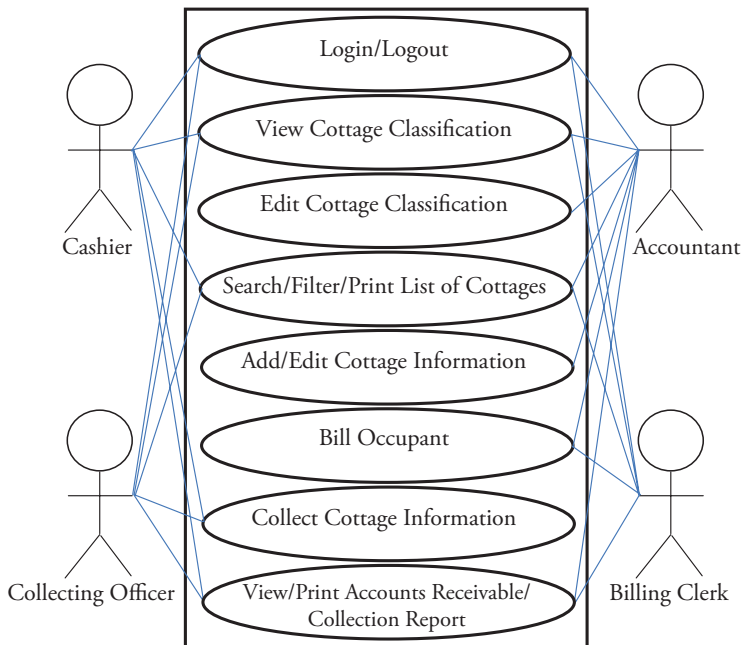 Login/Logout
View Cottage Classification
Edit Cottage Classification
Cashier
Accountant
Search/Filter/Print List of Cottages
Add/Edit Cottage Information
Bill Occupant
Collect Cottage Information
Collecting Officer
Billing Clerk
View/Print Accounts Receivable/
Collection Report